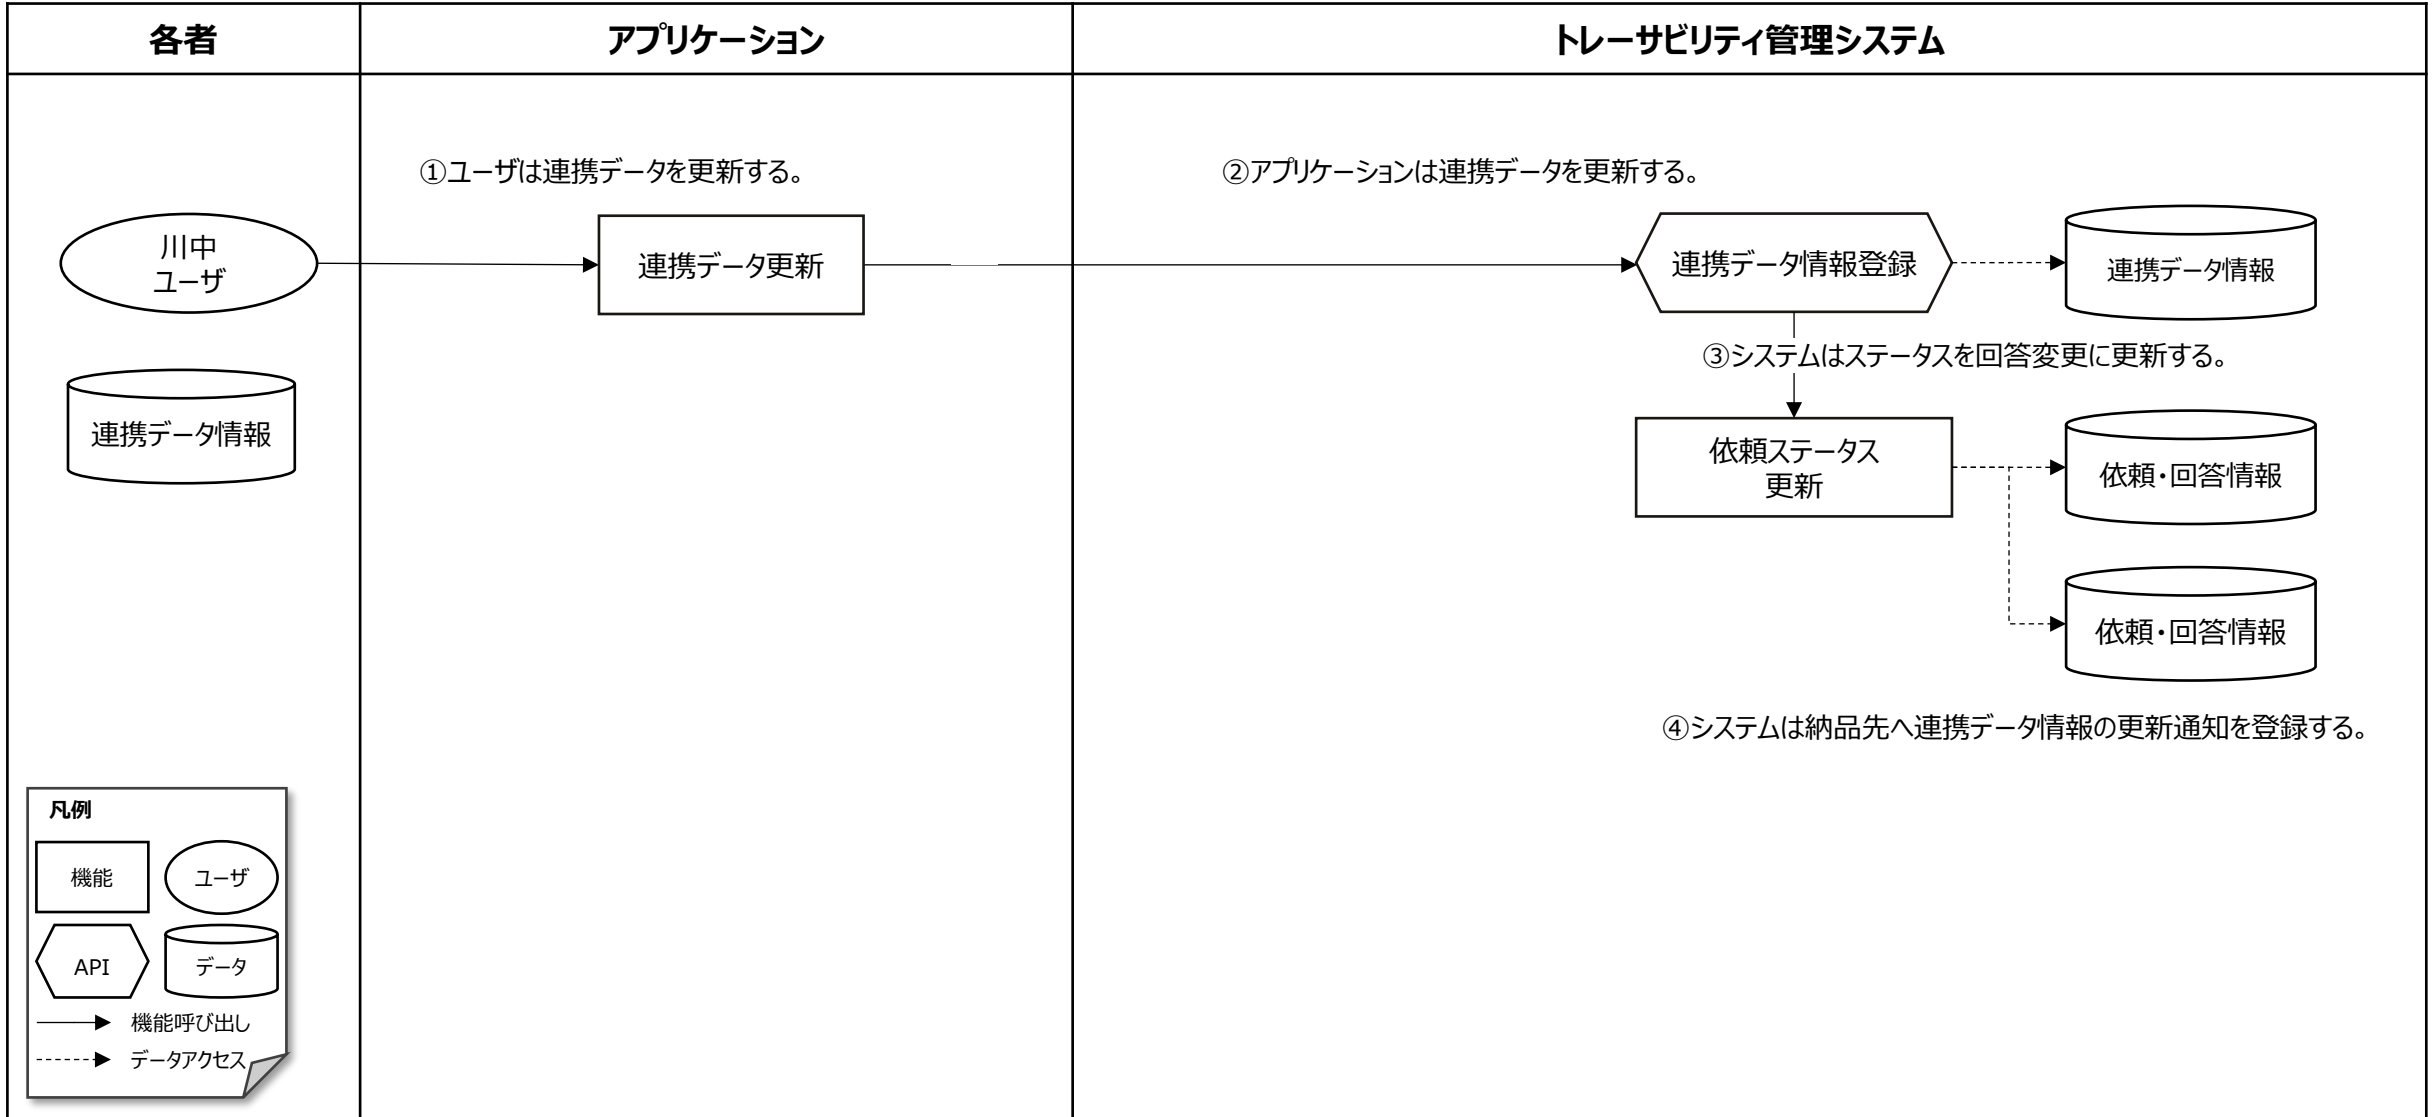 各者
アプリケーション
トレーサビリティ管理システム
①ユーザは連携データを更新する。
②アプリケーションは連携データを更新する。
川中
ユーザ
連携データ更新
連携データ情報登録
連携データ情報
③システムはステータスを回答変更に更新する。
連携データ情報
依頼ステータス
更新
依頼・回答情報
依頼・回答情報
④システムは納品先へ連携データ情報の更新通知を登録する。
凡例
機能
ユーザ
API
データ
機能呼び出し
データアクセス